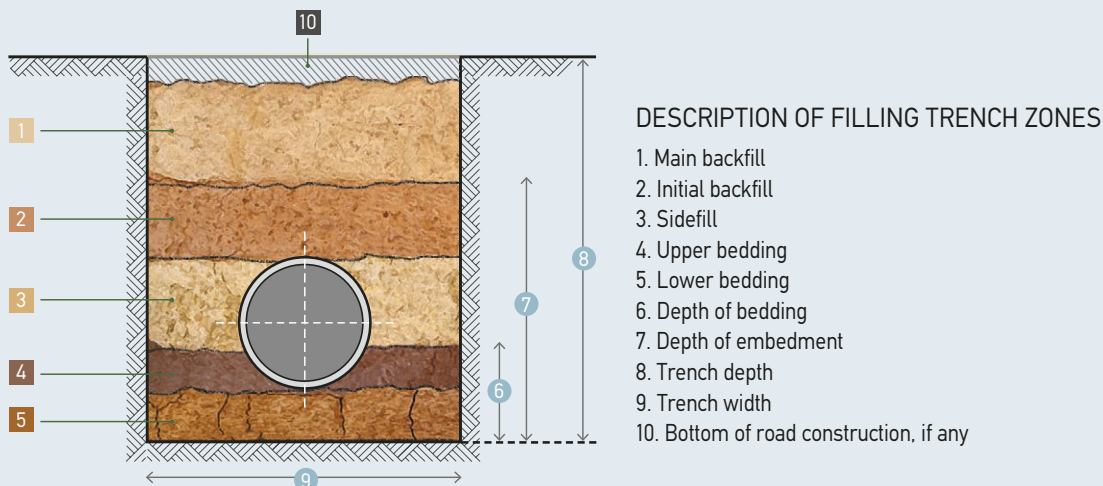 10
1
2
3
4
5
6
7
8
9
DESCRIPTION OF FILLING TRENCH ZONES
1. Main backfill
2. Initial backfill
3. Sidefill
4. Upper bedding
5. Lower bedding
6. Depth of bedding
7. Depth of embedment
8. Trench depth
9. Trench width
10. Bottom of road construction, if any